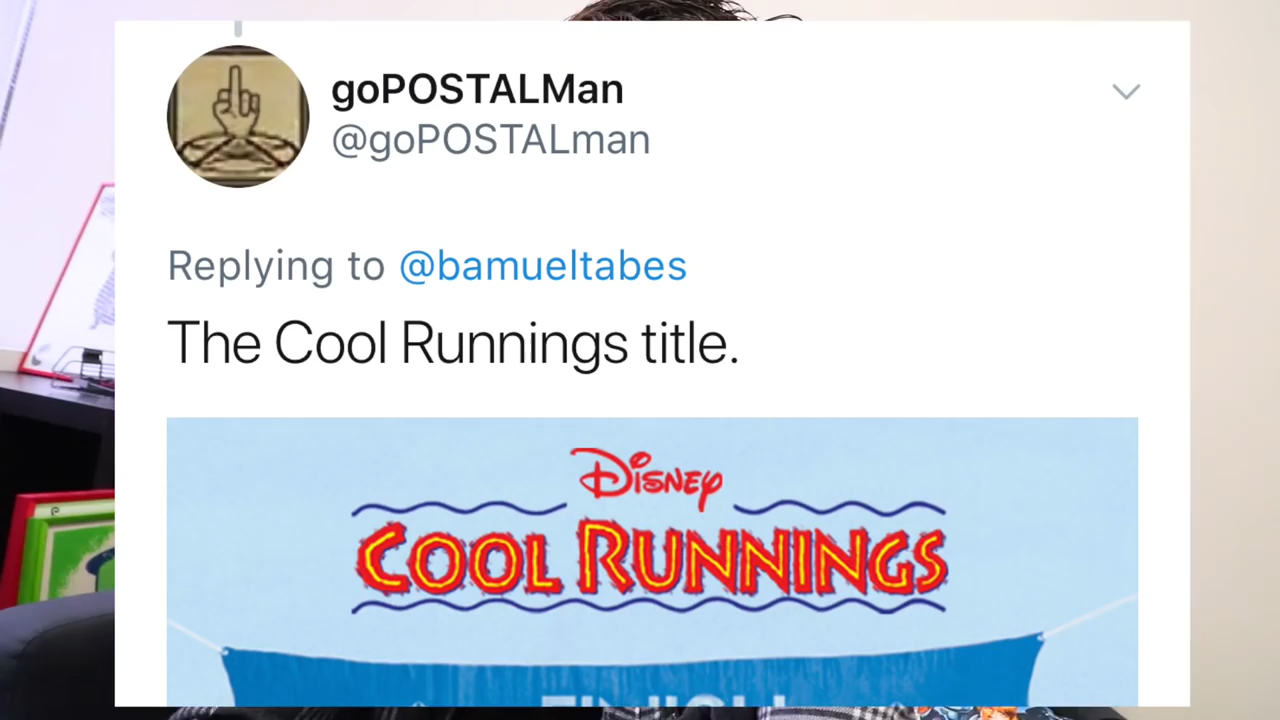 goPOSTALMan
@goPOSTALman
Replying to @bamueltabes
The Cool Runnings title.
Disney
COOL RUNNINGS